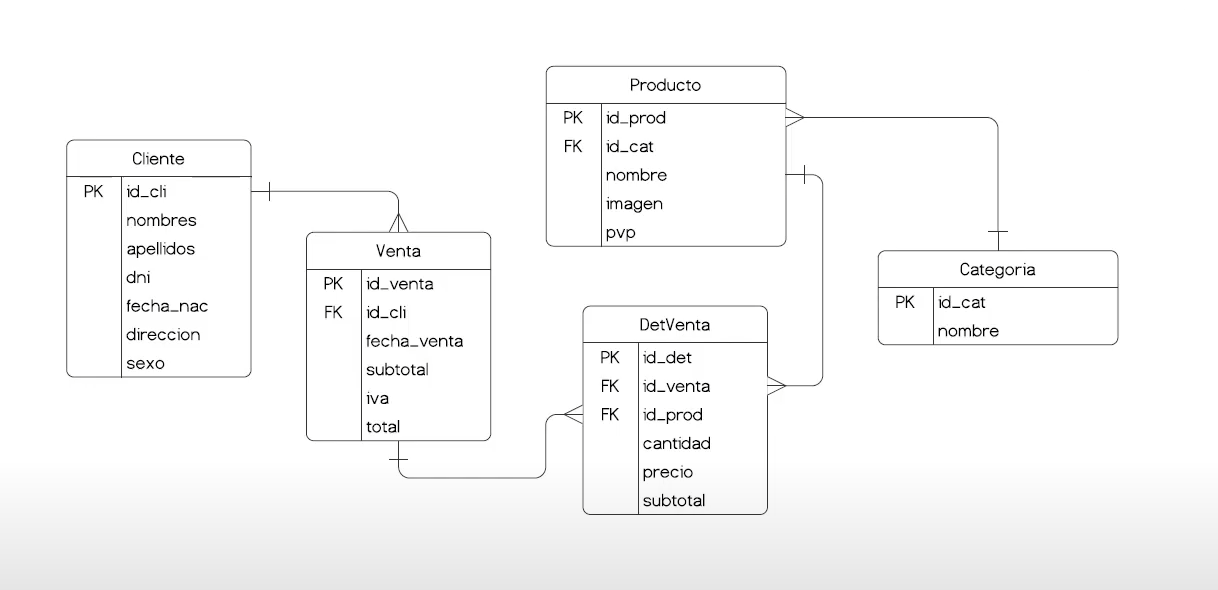 Cliente
PK id_cli
nombres
apellidos
dni
fecha_nac
direccion
sexo
Venta
PK id_venta
FK id_cli
fecha_venta
subtotal
iva
total
Producto
PK id_prod
FK id_cat
nombre
imagen
pvp
DetVenta
PK id_det
FK id_venta
FK id_prod
cantidad
precio
subtotal
Categoria
PK id_cat
nombre